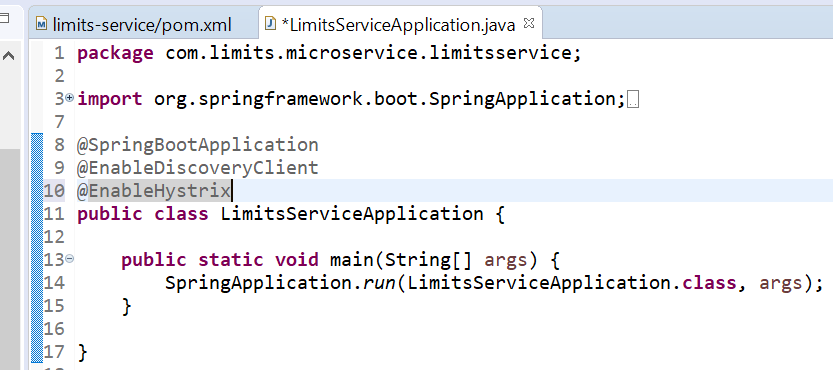 limits-service/pom.xml *LimitsServiceApplication.java
1 package com.limits.microservice.limitsservice;
2
3 import org.springframework.boot.SpringApplication;
7
8 @SpringBootApplication
9 @EnableDiscoveryClient
10 @EnableHystrix
11 public class LimitsServiceApplication {
12
13 public static void main(String[] args) {
14 SpringApplication.run(LimitsServiceApplication.class, args);
15 }
16
17 }